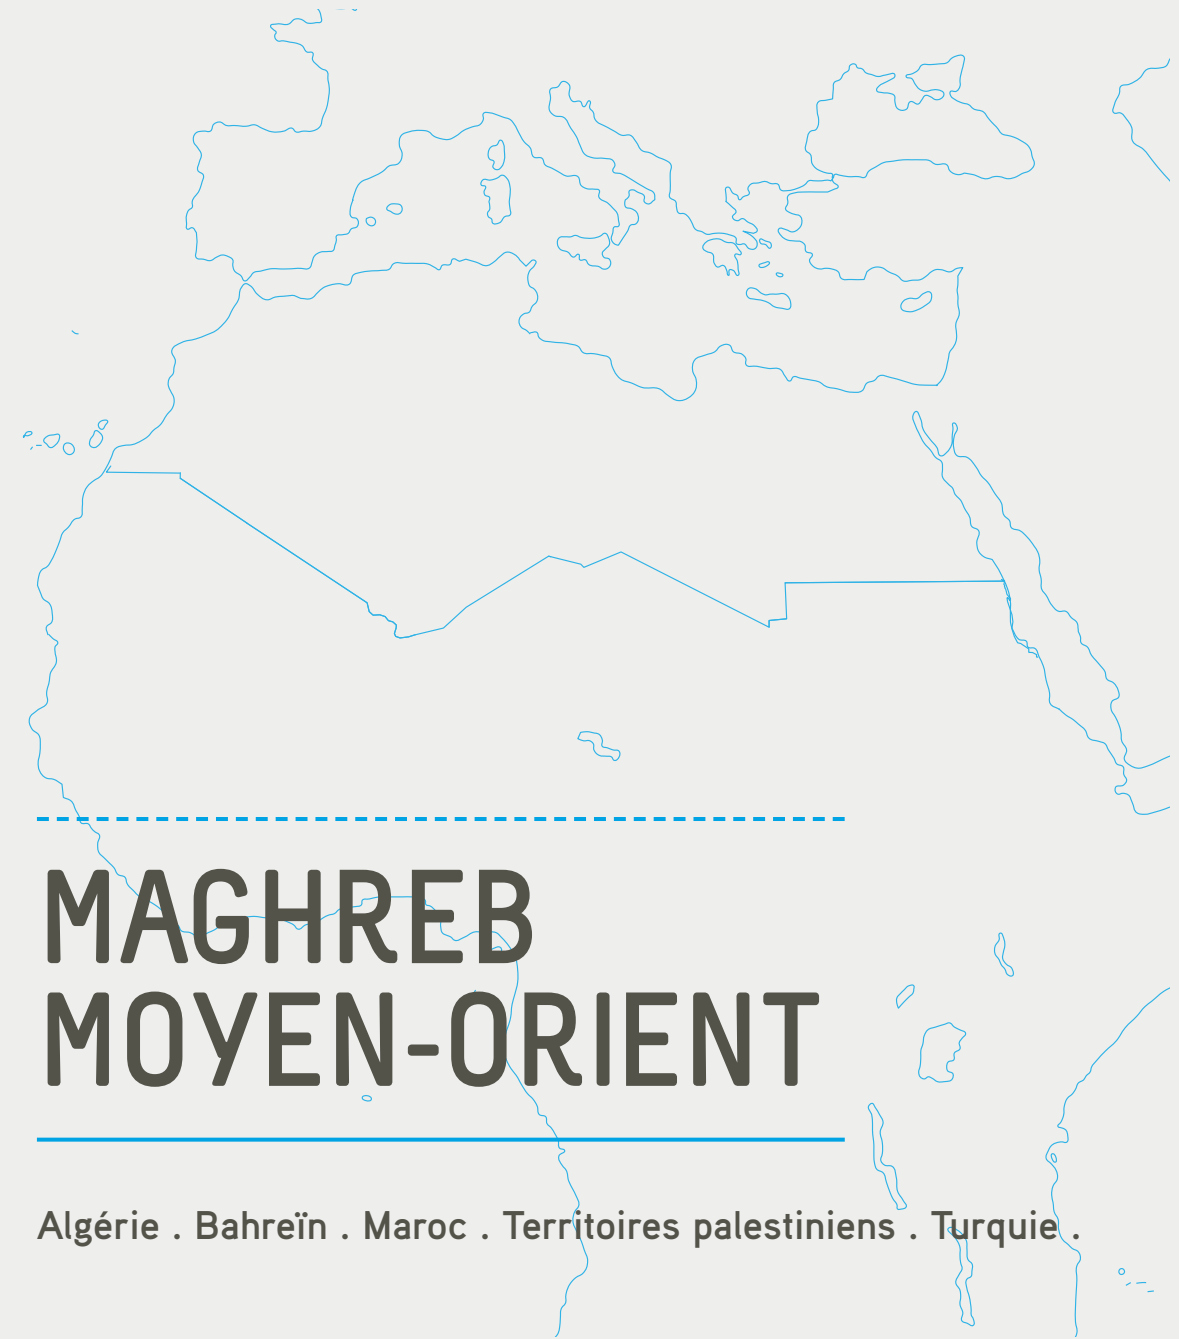 MAGHREB
MOYEN-ORIENT
Algérie . Bahreïn . Maroc . Territoires palestiniens . Turquie .